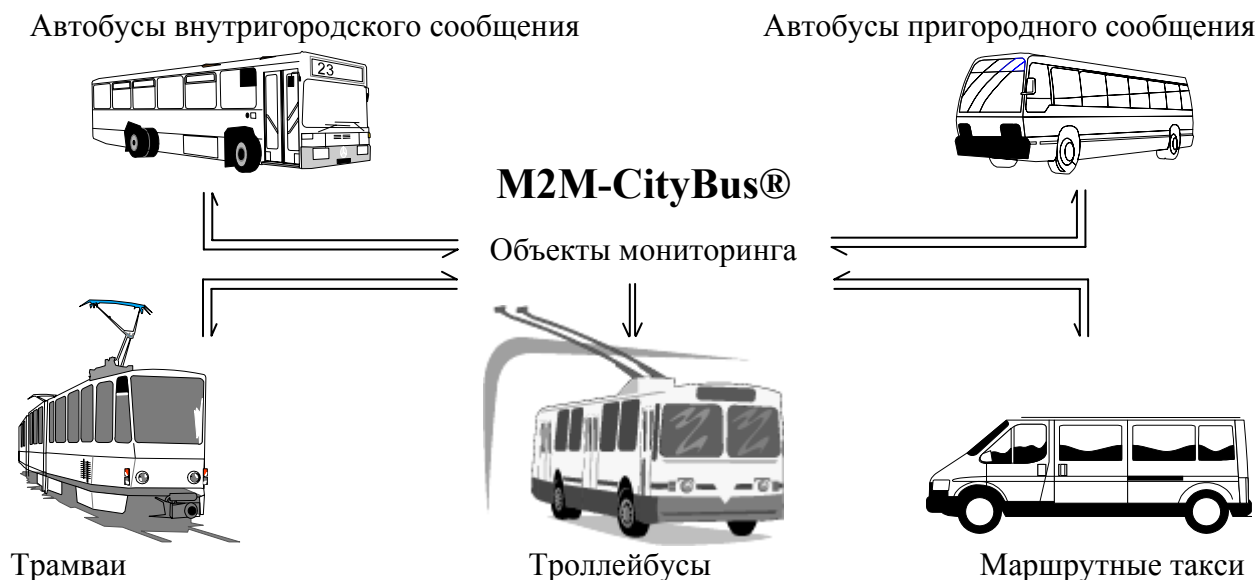 Автобусы внутригородского сообщения
Автобусы пригородного сообщения
23
M2M-CityBus®
Объекты мониторинга
Трамваи
Троллейбусы
Маршрутные такси